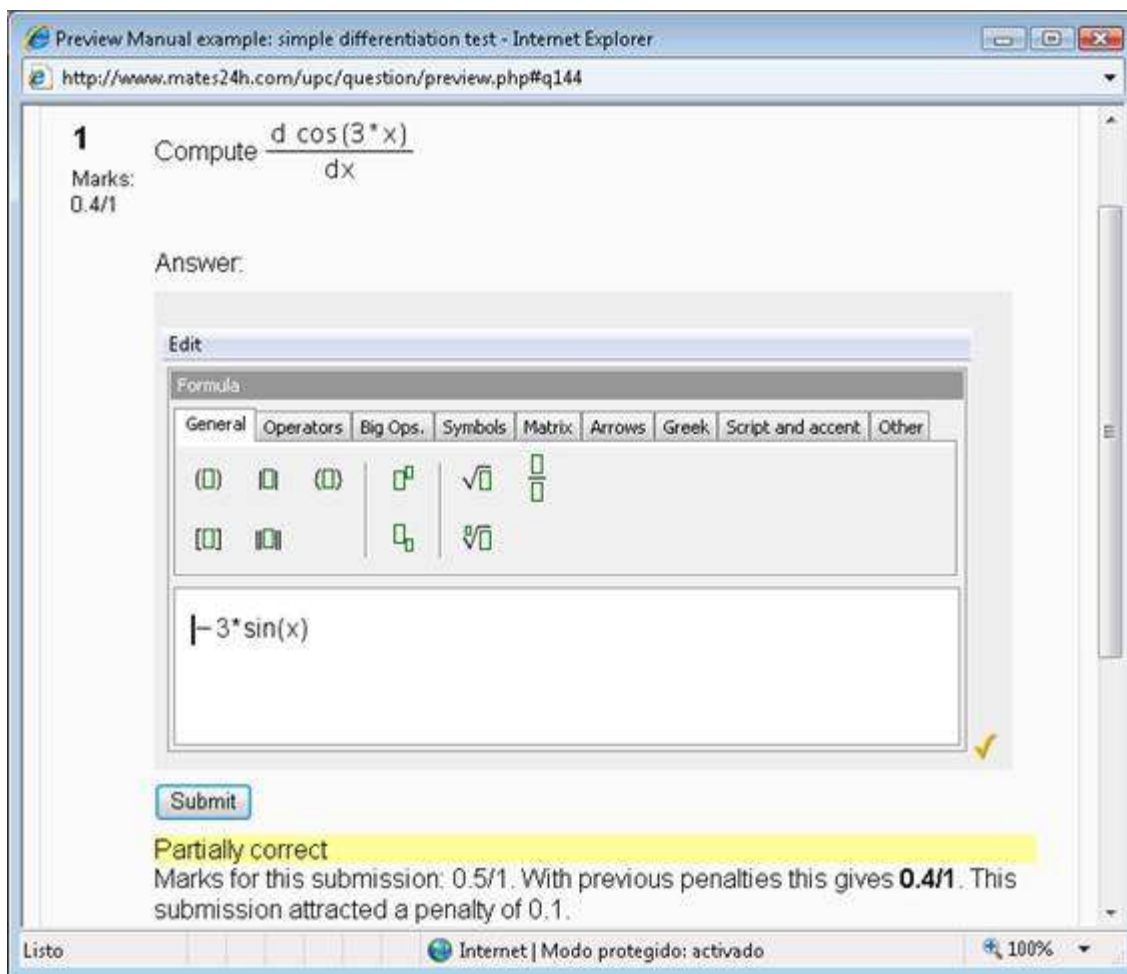 Preview Manual example: simple differentiation test - Internet Explorer
http://www.mates24h.com/upc/question/preview.php#q144
1
Marks:
0.4/1
Compute d cos(3*x)
dx
Answer:
Edit
Formula
General Operators Big Ops. Symbols Matrix Arrows Greek Script and accent Other
-3*sin(x)
Submit
Partially correct
Marks for this submission: 0.5/1. With previous penalties this gives 0.4/1. This
submission attracted a penalty of 0.1.
Listo Internet | Modo protegido: activado 100%